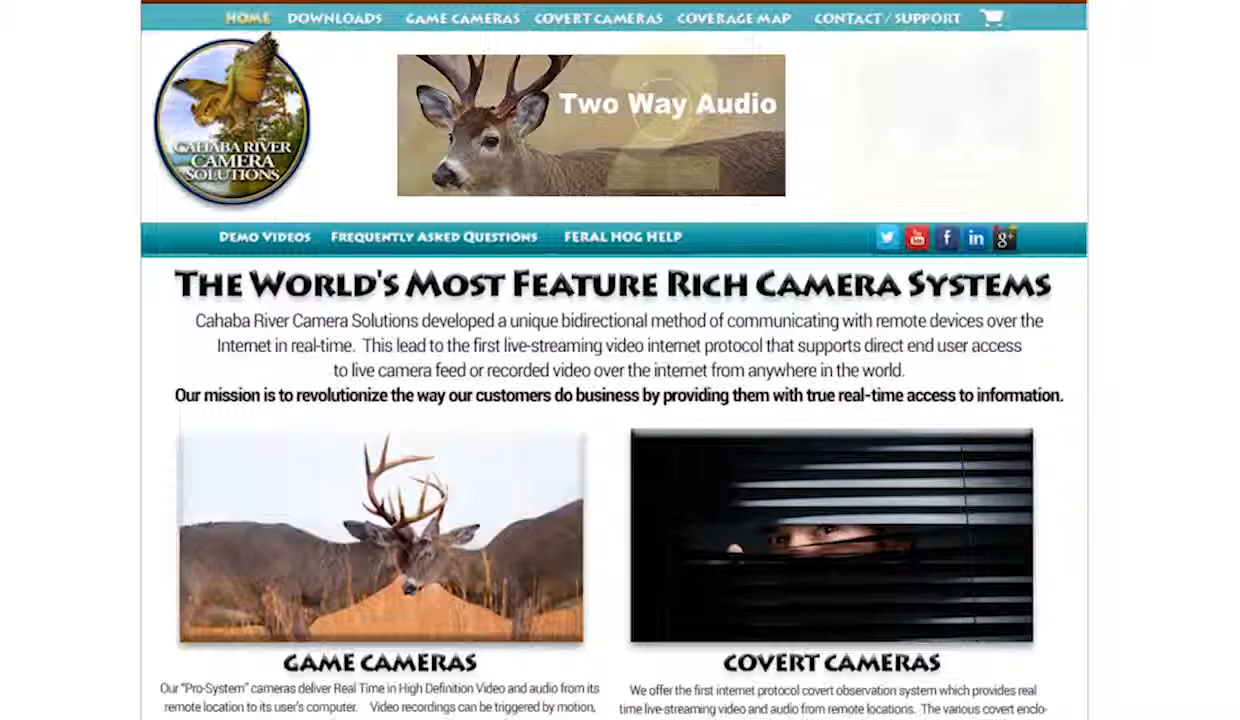 HOME DOWNLOADS GAME CAMERAS COVERT CAMERAS COVERAGE MAP CONTACT / SUPPORT
CAHABA RIVER
CAMERA
SOLUTIONS
Two Way Audio
DEMO VIDEOS FREQUENTLY ASKED QUESTIONS FERAL HOG HELP
You
Tube
f
in
g+
THE WORLD'S MOST FEATURE RICH CAMERA SYSTEMS
Cahaba River Camera Solutions developed a unique bidirectional method of communicating with remote devices over the
Internet in real-time. This lead to the first live-streaming video internet protocol that supports direct end user access
to live camera feed or recorded video over the internet from anywhere in the world.
Our mission is to revolutionize the way our customers do business by providing them with true real-time access to information.
GAME CAMERAS
Our “Pro-System” cameras deliver Real Time in High Definition Video and audio from its
remote location to its user's computer. Video recordings can be triggered by motion,
COVERT CAMERAS
We offer the first internet protocol covert observation system which provides real
time live-streaming video and audio from remote locations. The various covert enclo-